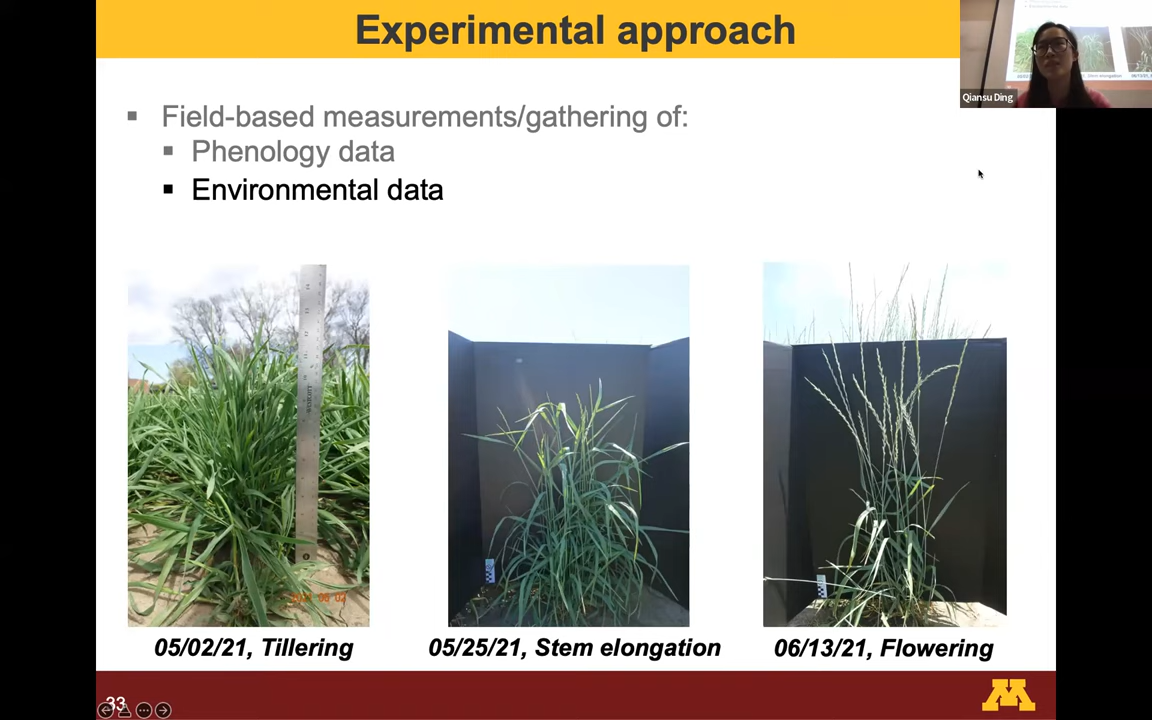 Experimental approach
Qiansu Ding
Field-based measurements/gathering of:
Phenology data
Environmental data
05/02/21, Tillering
05/25/21, Stem elongation
06/13/21, Flowering
33
M